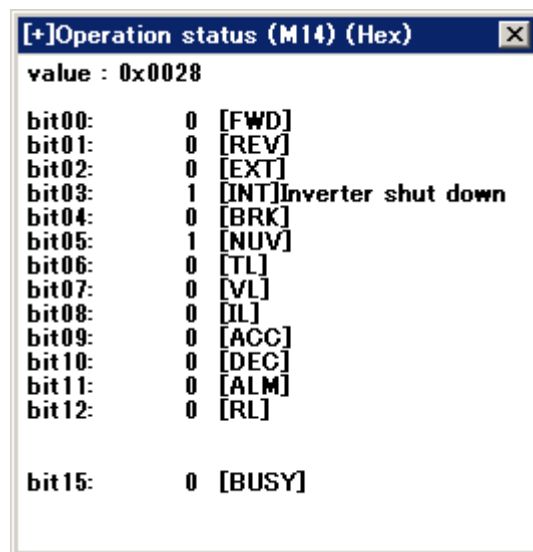 [+]Operation status (M14) (Hex)
value : 0x0028
bit00: 0 [FWD]
bit01: 0 [REV]
bit02: 0 [EXT]
bit03: 1 [INT]Inverter shut down
bit04: 0 [BRK]
bit05: 1 [NUV]
bit06: 0 [TL]
bit07: 0 [VL]
bit08: 0 [IL]
bit09: 0 [ACC]
bit10: 0 [DEC]
bit11: 0 [ALM]
bit12: 0 [RL]
bit15: 0 [BUSY]